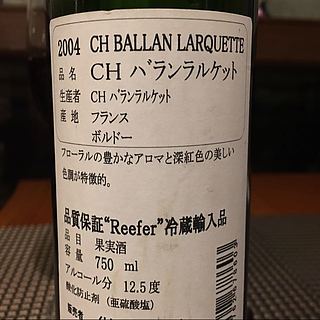 2004 CH BALLAN LARQUETTE
品名 CH バランラルケット
生産者 CH バランラルケット
産地 フランス
ボルドー
フローラルの豊かなアロマと深紅色の美しい
色調が特徴的。
品質保証“Reefer”冷蔵輸入品
品目 果実酒
容量 750 ml
アルコール分 12.5度
酸化防止剤 (亜硫酸塩)